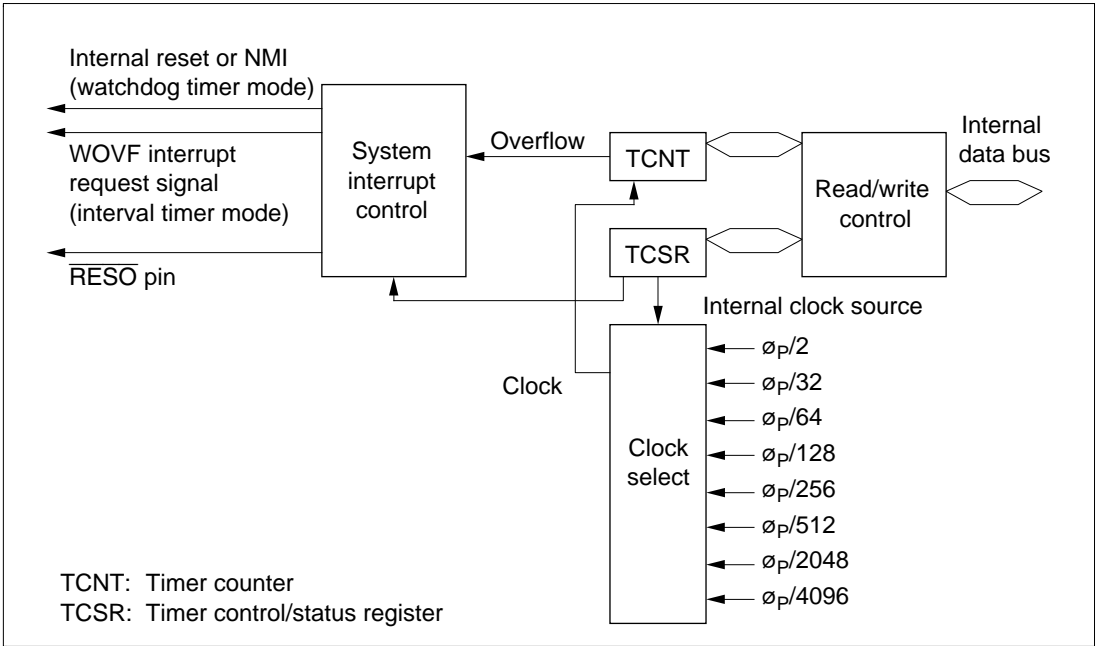 Internal reset or NMI
(watchdog timer mode)
WOVF interrupt
request signal
(interval timer mode)
R̅E̅S̅O̅ pin
System
interrupt
control
Overflow
TCNT
TCSR
Read/write
control
Internal
data bus
Internal clock source
Clock
Clock
select
øP/2
øP/32
øP/64
øP/128
øP/256
øP/512
øP/2048
øP/4096
TCNT: Timer counter
TCSR: Timer control/status register